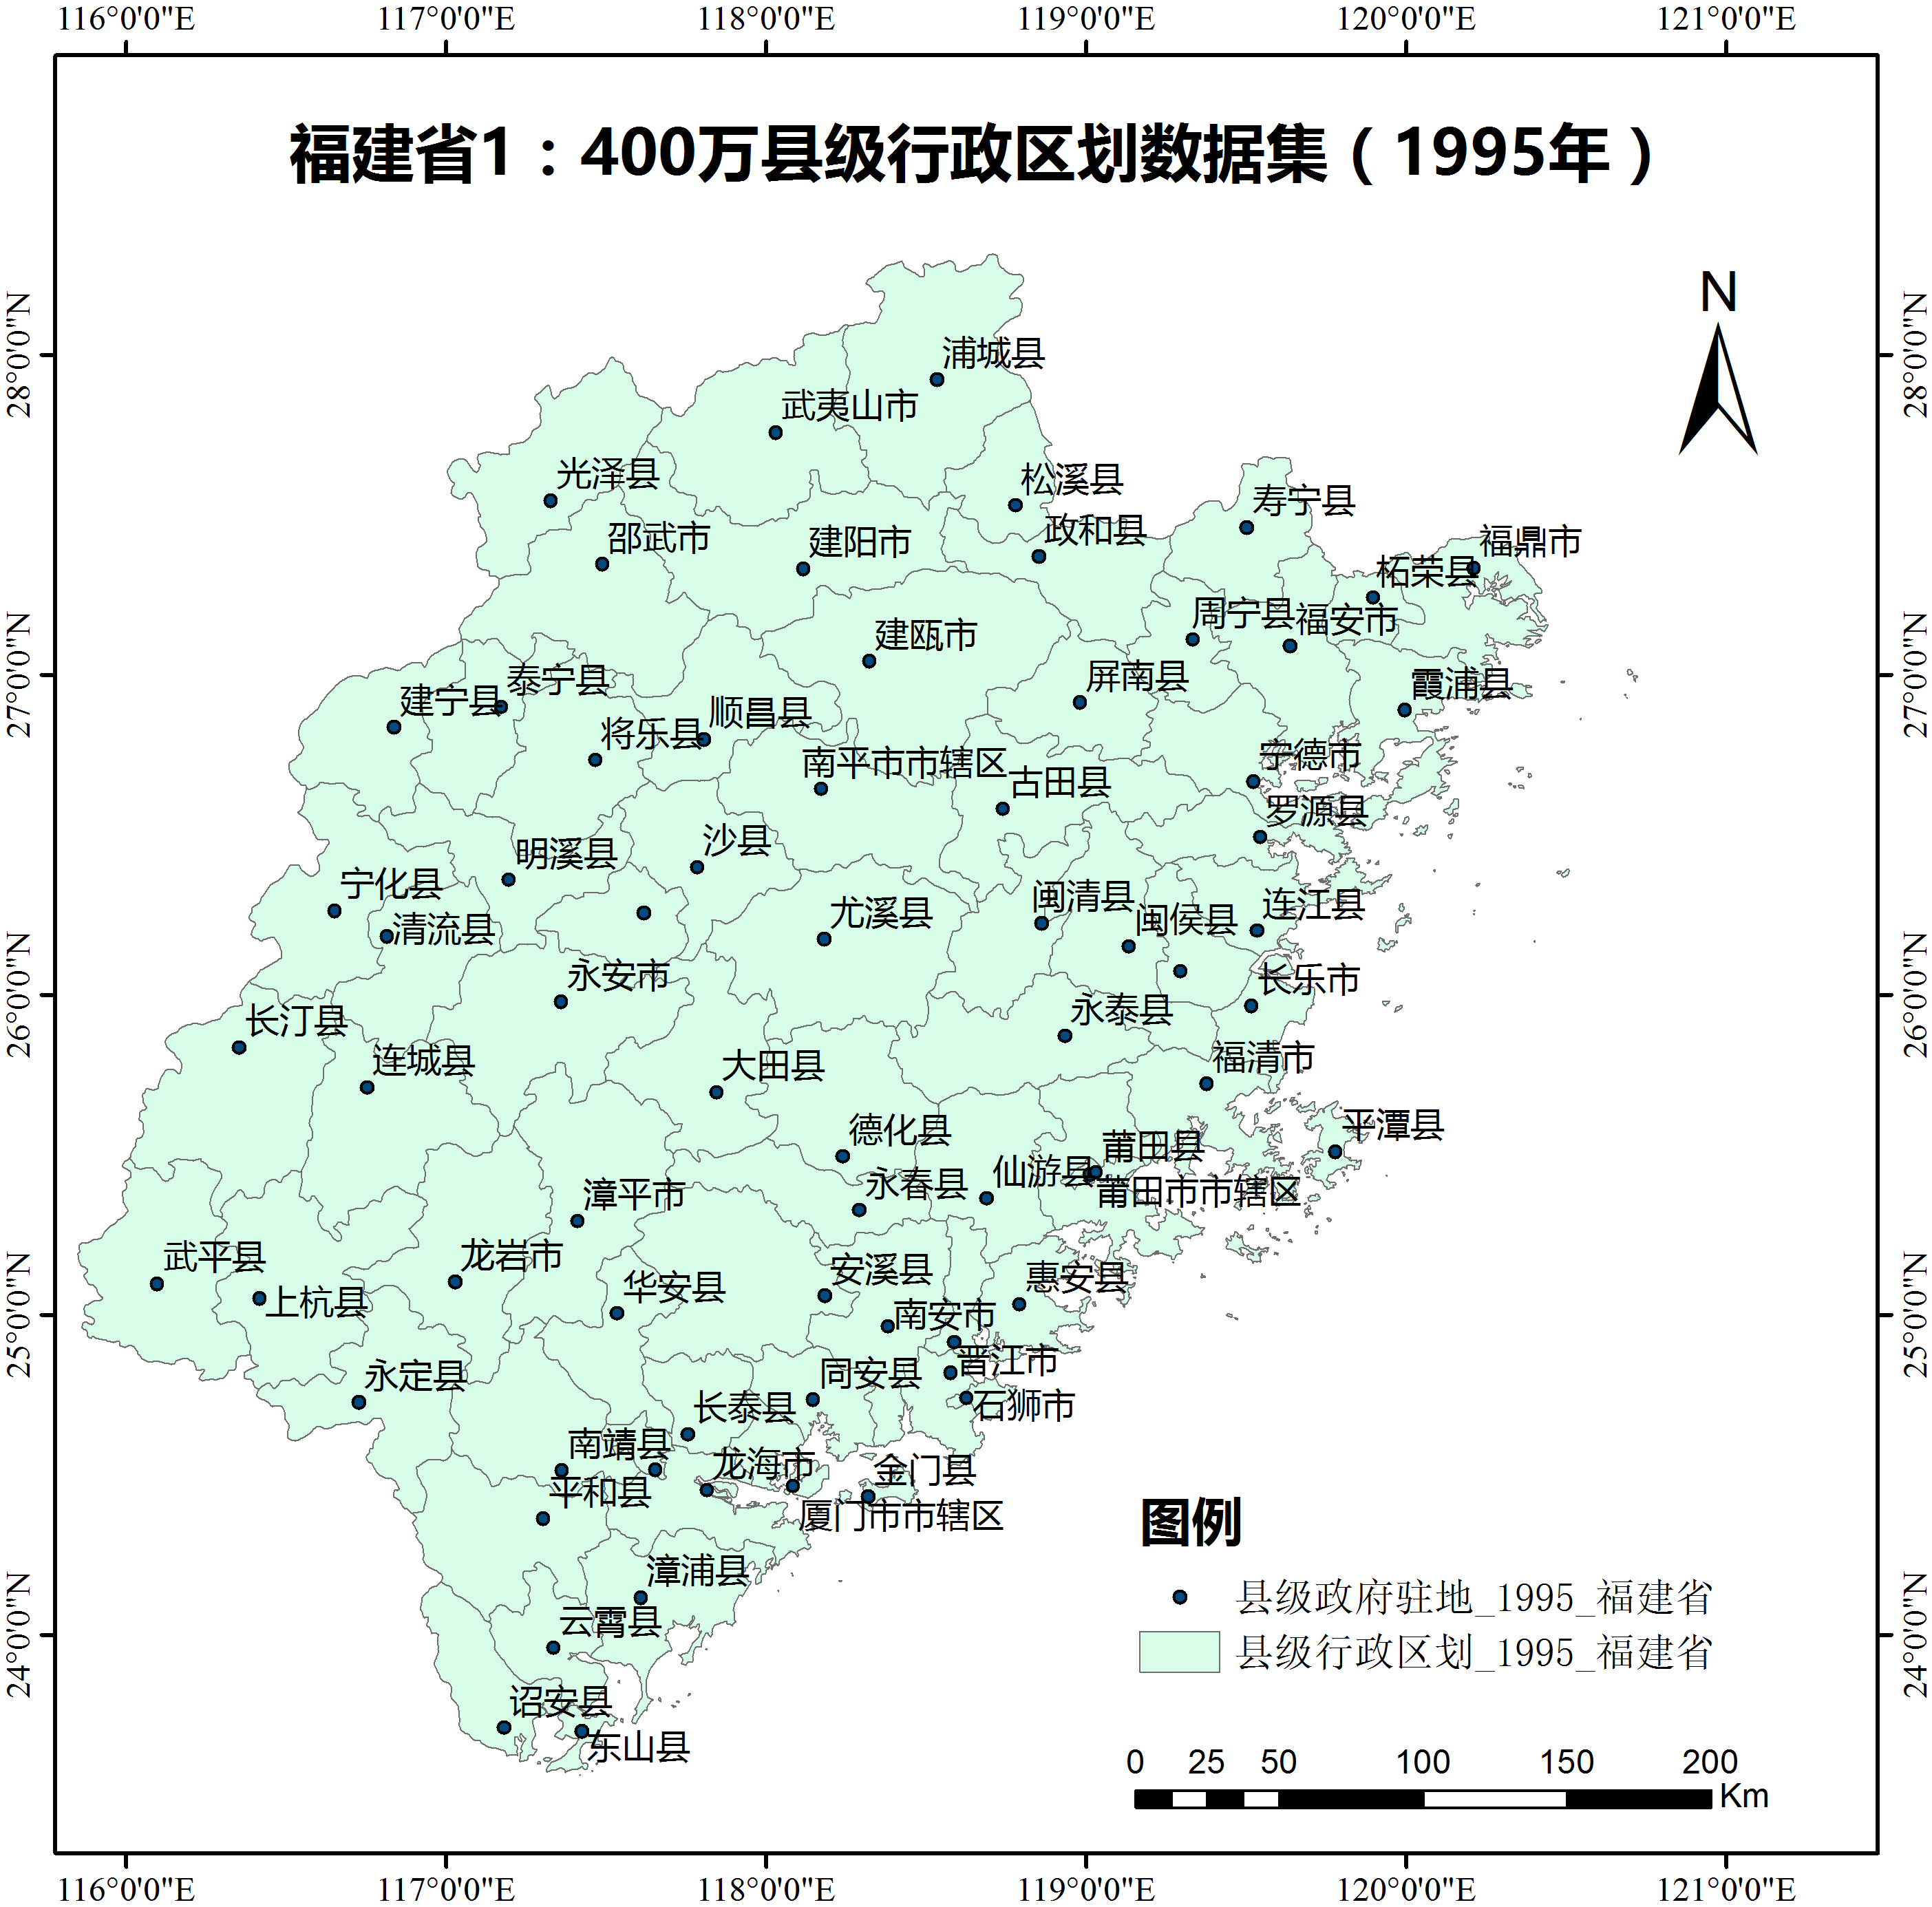 116°0'0"E 117°0'0"E 118°0'0"E 119°0'0"E 120°0'0"E 121°0'0"E
福建省1：400万县级行政区划数据集（1995年）
N
28°0'0"N
28°0'0"N
浦城县
武夷山市
光泽县
松溪县
寿宁县
政和县
邵武市
建阳市
福鼎市
柘荣县
周宁县
福安市
建瓯市
27°0'0"N
27°0'0"N
屏南县
泰宁县
霞浦县
建宁县
顺昌县
将乐县
宁德市
南平市市辖区
古田县
罗源县
沙县
明溪县
宁化县
闽清县
连江县
尤溪县
闽侯县
清流县
永安市
长乐市
26°0'0"N
26°0'0"N
永泰县
长汀县
福清市
连城县
大田县
平潭县
德化县
莆田县
仙游县
永春县
莆田市市辖区
漳平市
武平县
龙岩市
安溪县
惠安县
华安县
上杭县
25°0'0"N
25°0'0"N
南安市
晋江市
永定县
同安县
石狮市
长泰县
南靖县
龙海市
金门县
平和县
厦门市市辖区
漳浦县
云霄县
24°0'0"N
24°0'0"N
诏安县
东山县
图例
县级政府驻地_1995_福建省
县级行政区划_1995_福建省
0 25 50 100 150 200
Km
116°0'0"E 117°0'0"E 118°0'0"E 119°0'0"E 120°0'0"E 121°0'0"E